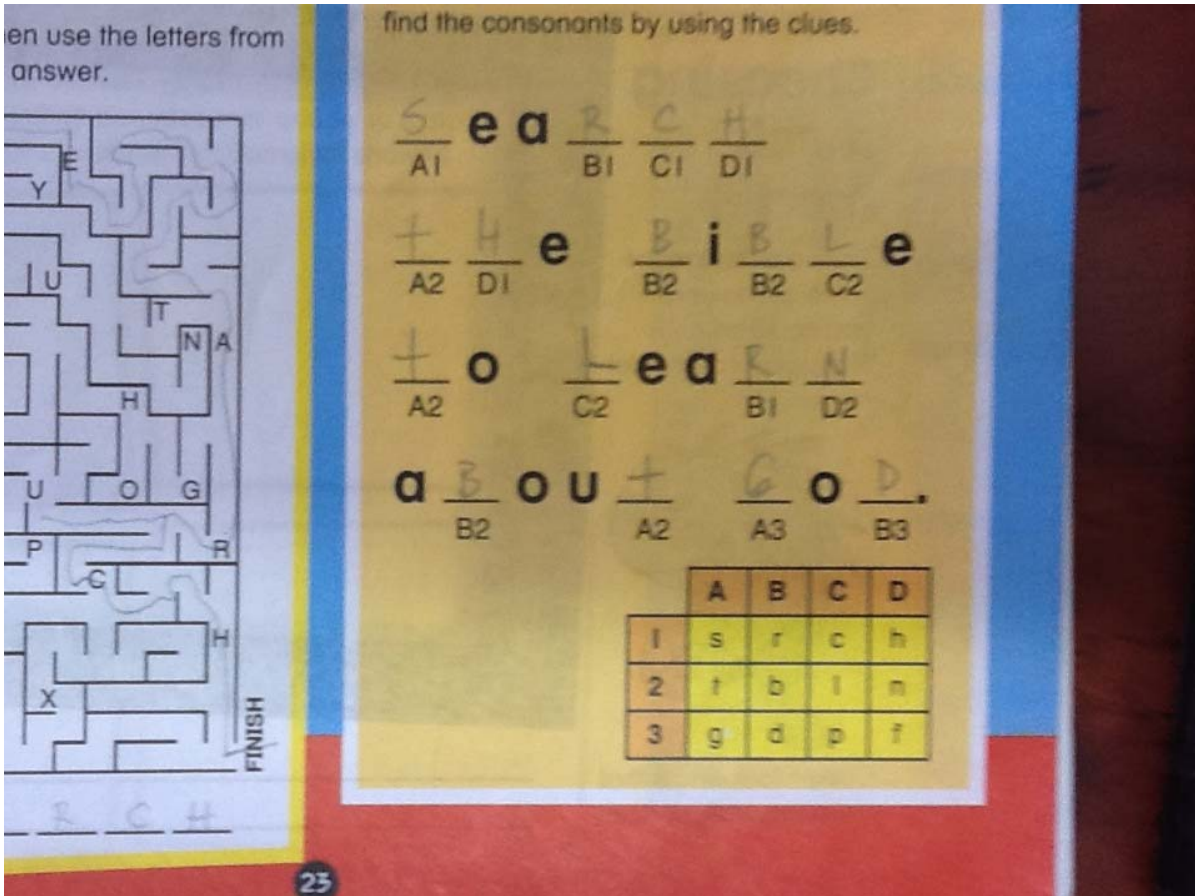 en use the letters from
answer.
E
Y
U
T
N A
H
U O G
P R
C
H
X
FINISH
R C H
23
find the consonants by using the clues.
S e a R C H
A1 B1 C1 D1
t H e B i B L e
A2 D1 B2 B2 C2
t o L e a R N
A2 C2 B1 D2
a B o u t G o D.
B2 A2 A3 B3
A B C D
1 s r c h
2 t b l n
3 g d p f